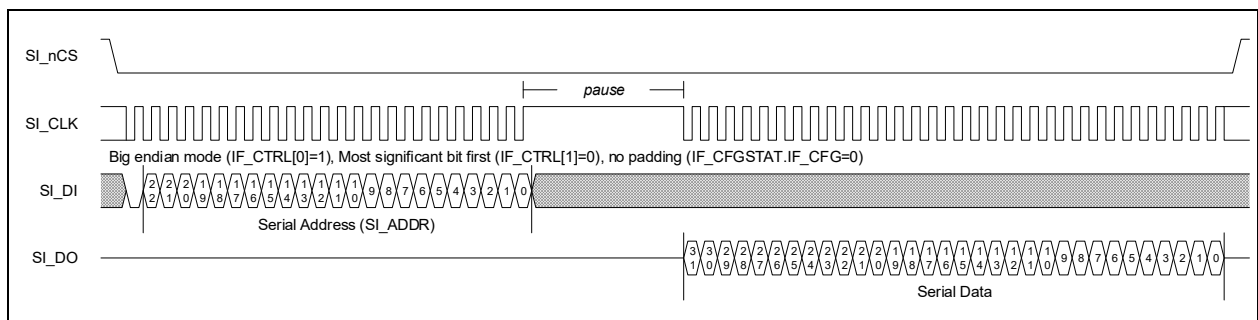 SI_nCS
pause
SI_CLK
Big endian mode (IF_CTRL[0]=1), Most significant bit first (IF_CTRL[1]=0), no padding (IF_CFGSTAT.IF_CFG=0)
SI_DI
22 21 20 19 18 17 16 15 14 13 12 11 10 9 8 7 6 5 4 3 2 1 0
Serial Address (SI_ADDR)
SI_DO
31 30 29 28 27 26 25 24 23 22 21 20 19 18 17 16 15 14 13 12 11 10 9 8 7 6 5 4 3 2 1 0
Serial Data